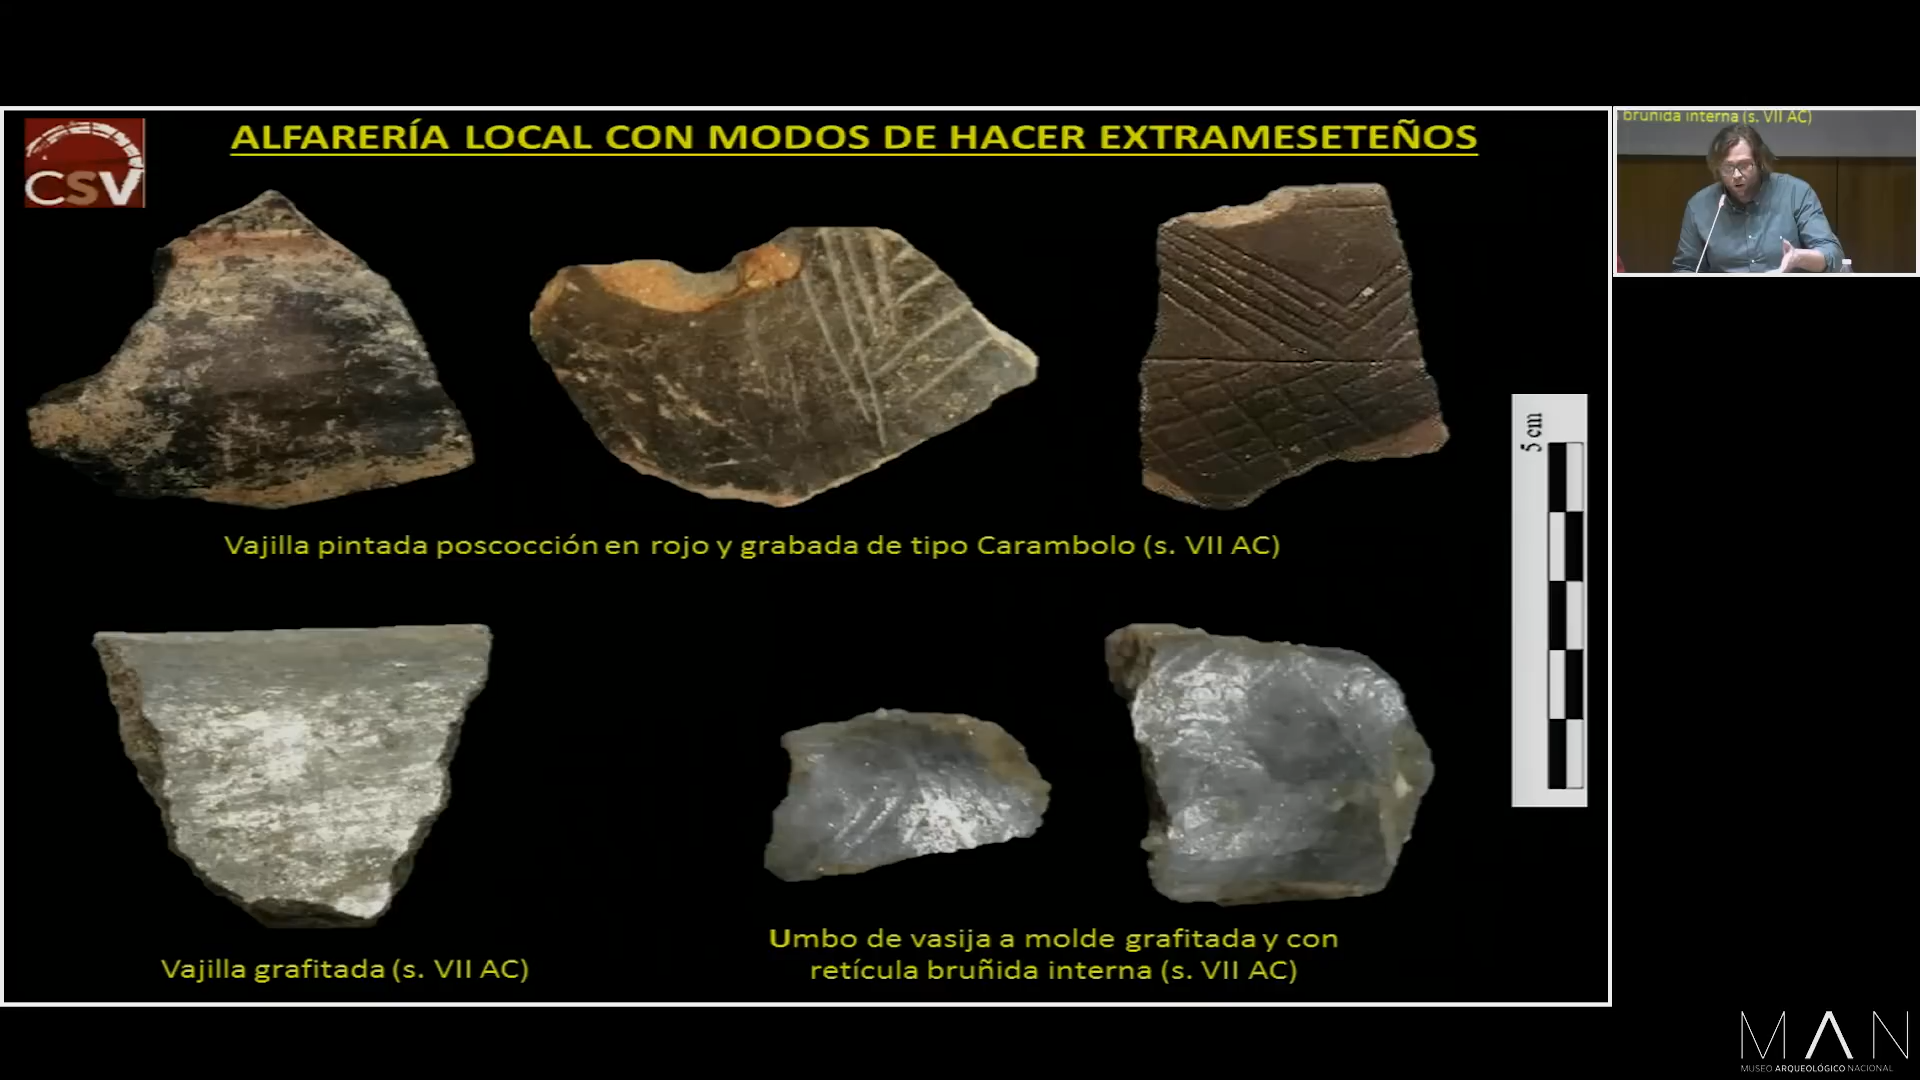 CSV
ALFARERÍA LOCAL CON MODOS DE HACER EXTRAMESETEÑOS
bruñida interna (s. VII AC)
5 cm
Vajilla pintada poscocción en rojo y grabada de tipo Carambolo (s. VII AC)
Vajilla grafitada (s. VII AC)
Umbo de vasija a molde grafitada y con
retícula bruñida interna (s. VII AC)
MAN
MUSEO ARQUEOLÓGICO NACIONAL